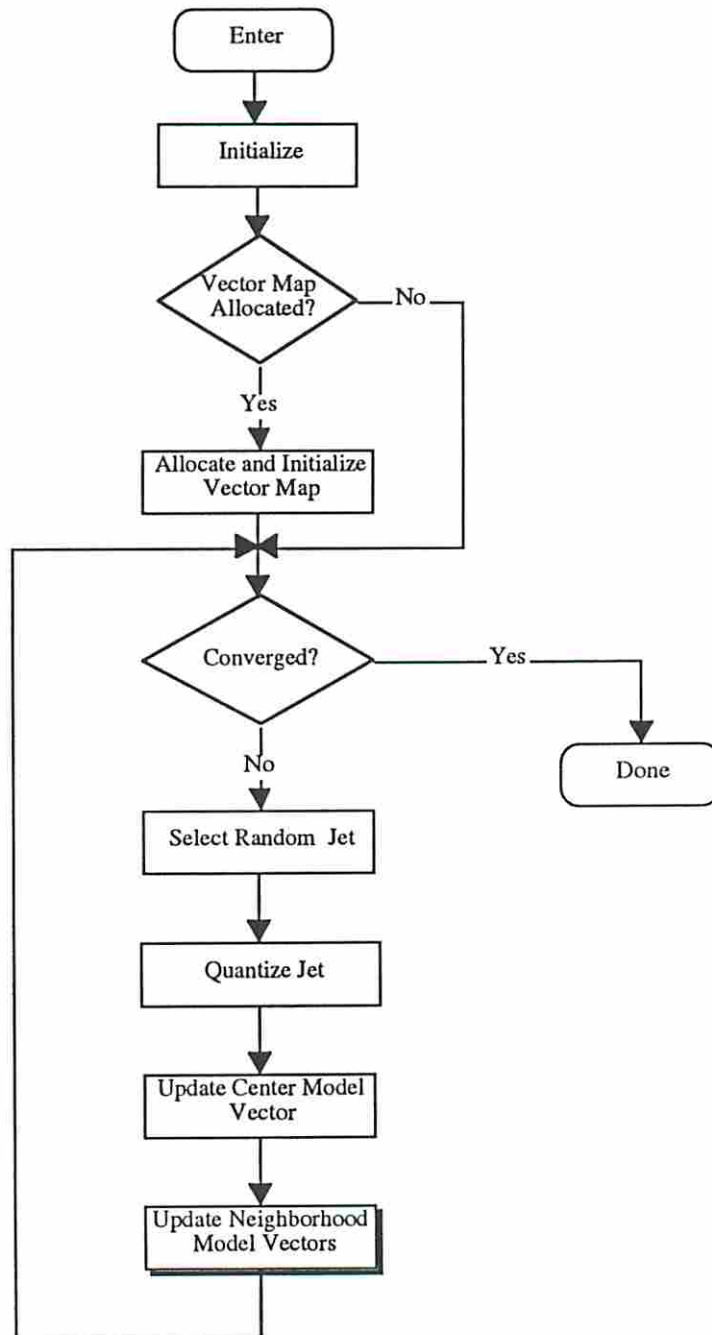 Enter
Initialize
Vector Map
Allocated?
No
Yes
Allocate and Initialize
Vector Map
Converged?
Yes
No
Done
Select Random Jet
Quantize Jet
Update Center Model
Vector
Update Neighborhood
Model Vectors